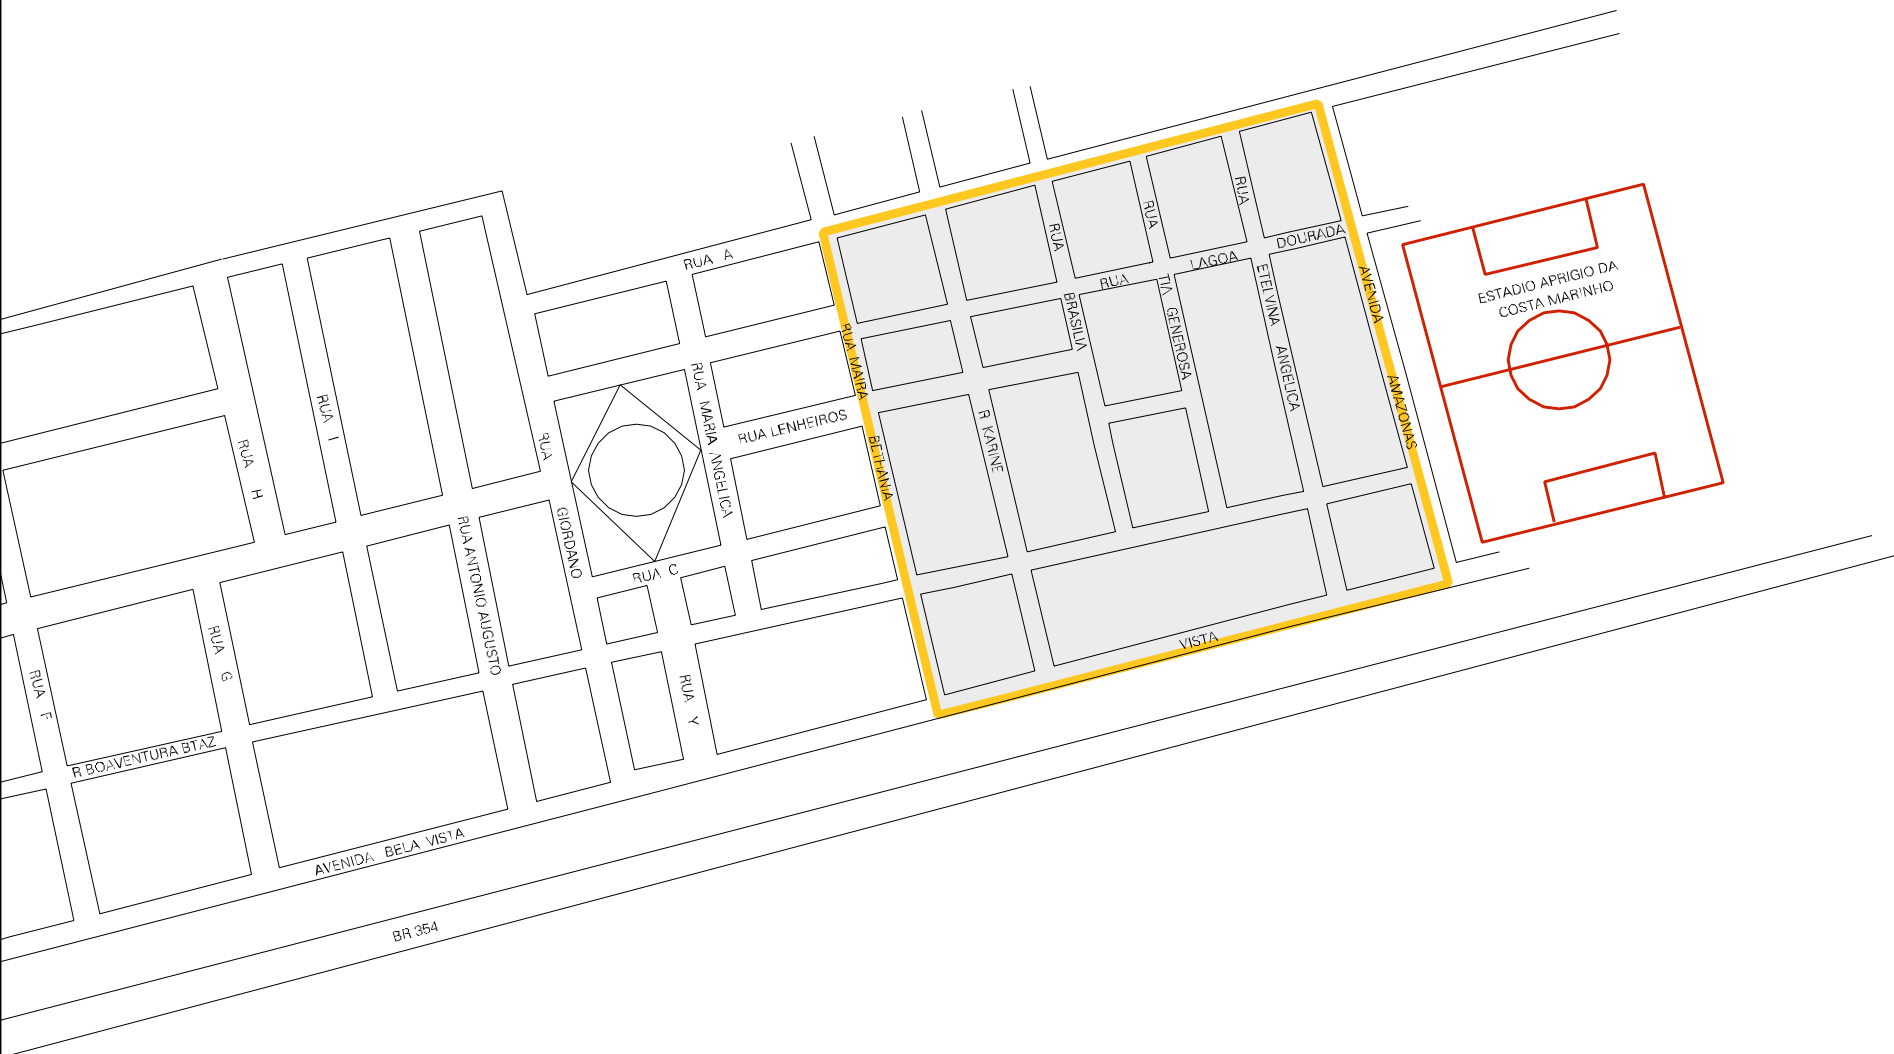 RUA A
RUA MAIRA BETHANIA
RUA LENHEIROS
RUA MARIA ANGELICA
RUA GIORDANO
RUA C
RUA Y
RUA ANTONIO AUGUSTO
RUA I
RUA H
RUA G
RUA F
R BOAVENTURA BTAZ
AVENIDA BELA VISTA
VISTA
BR 354
R KARINE
RUA BRASILIA
RUA TIA GENEROSA
RUA ETELVINA ANGELICA
RUA LAGOA DOURADA
AVENIDA AMAZONAS
ESTADIO APRIGIO DA
COSTA MARINHO